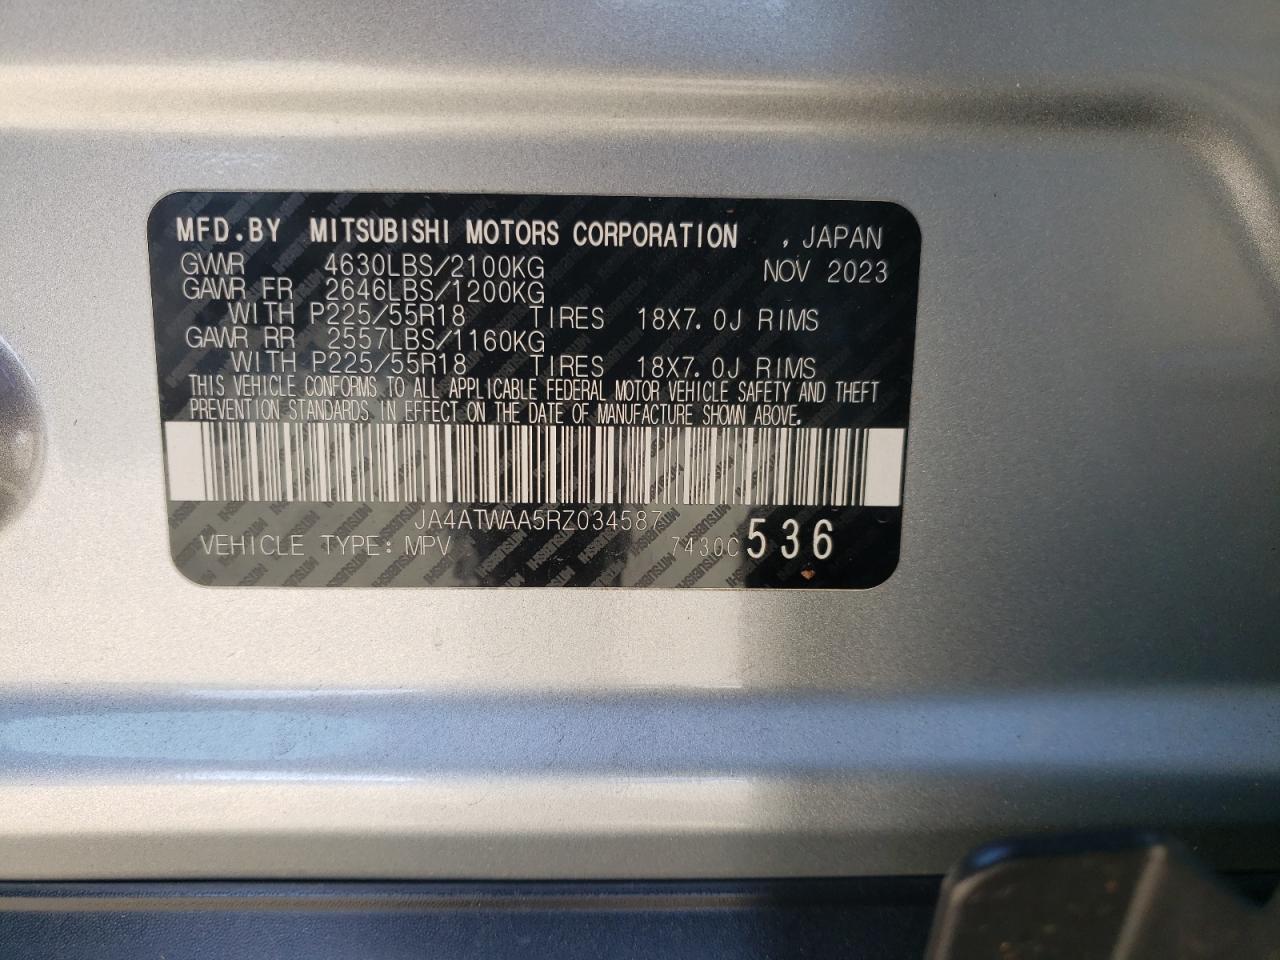 MFD.BY MITSUBISHI MOTORS CORPORATION , JAPAN
GVWR 4630LBS/2100KG NOV 2023
GAWR FR 2646LBS/1200KG
WITH P225/55R18 TIRES 18X7.0J RIMS
GAWR RR 2557LBS/1160KG
WITH P225/55R18 TIRES 18X7.0J RIMS
THIS VEHICLE CONFORMS TO ALL APPLICABLE FEDERAL MOTOR VEHICLE SAFETY AND THEFT
PREVENTION STANDARDS IN EFFECT ON THE DATE OF MANUFACTURE SHOWN ABOVE.
JA4ATWAA5RZ034587
VEHICLE TYPE: MPV 7430C 536